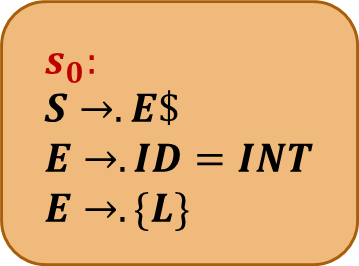 s₀:
S →. E$
E →. ID = INT
E →. {L}